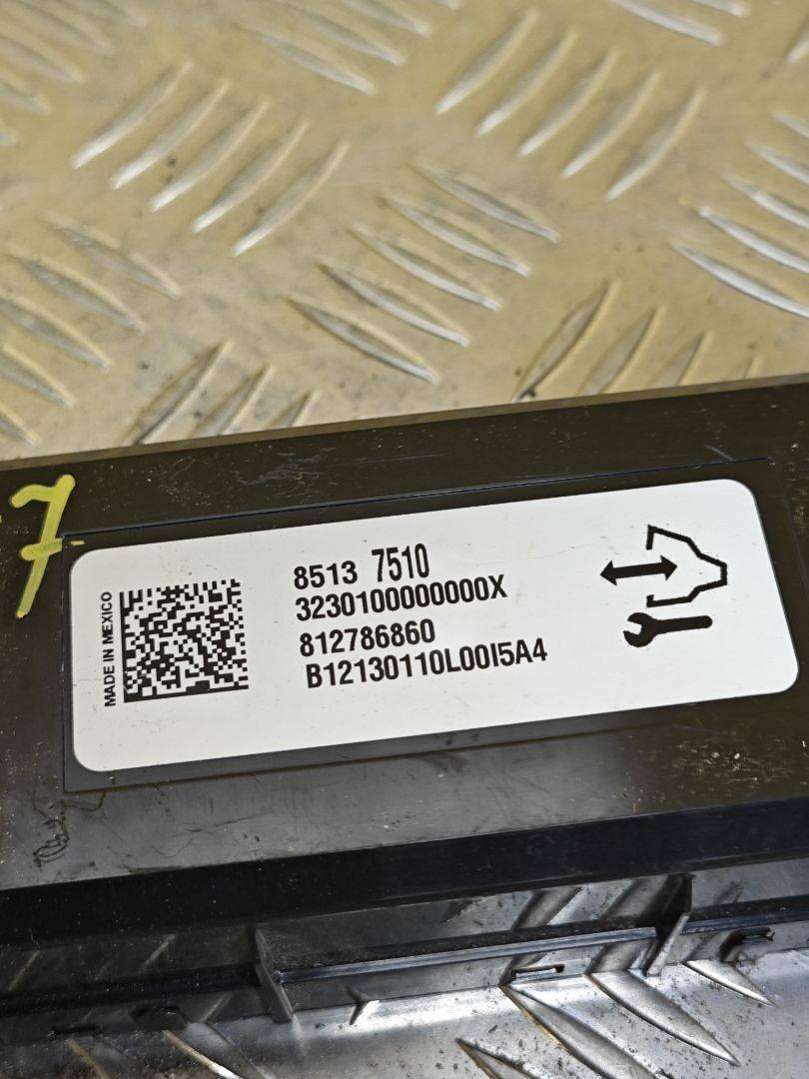 7
MADE IN MEXICO
8513 7510
3230100000000X
812786860
B12130110L00I5A4